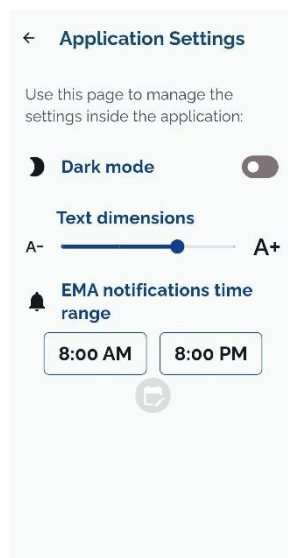 Application Settings
Use this page to manage the
settings inside the application:
Dark mode
Text dimensions
A- A+
EMA notifications time
range
8:00 AM 8:00 PM